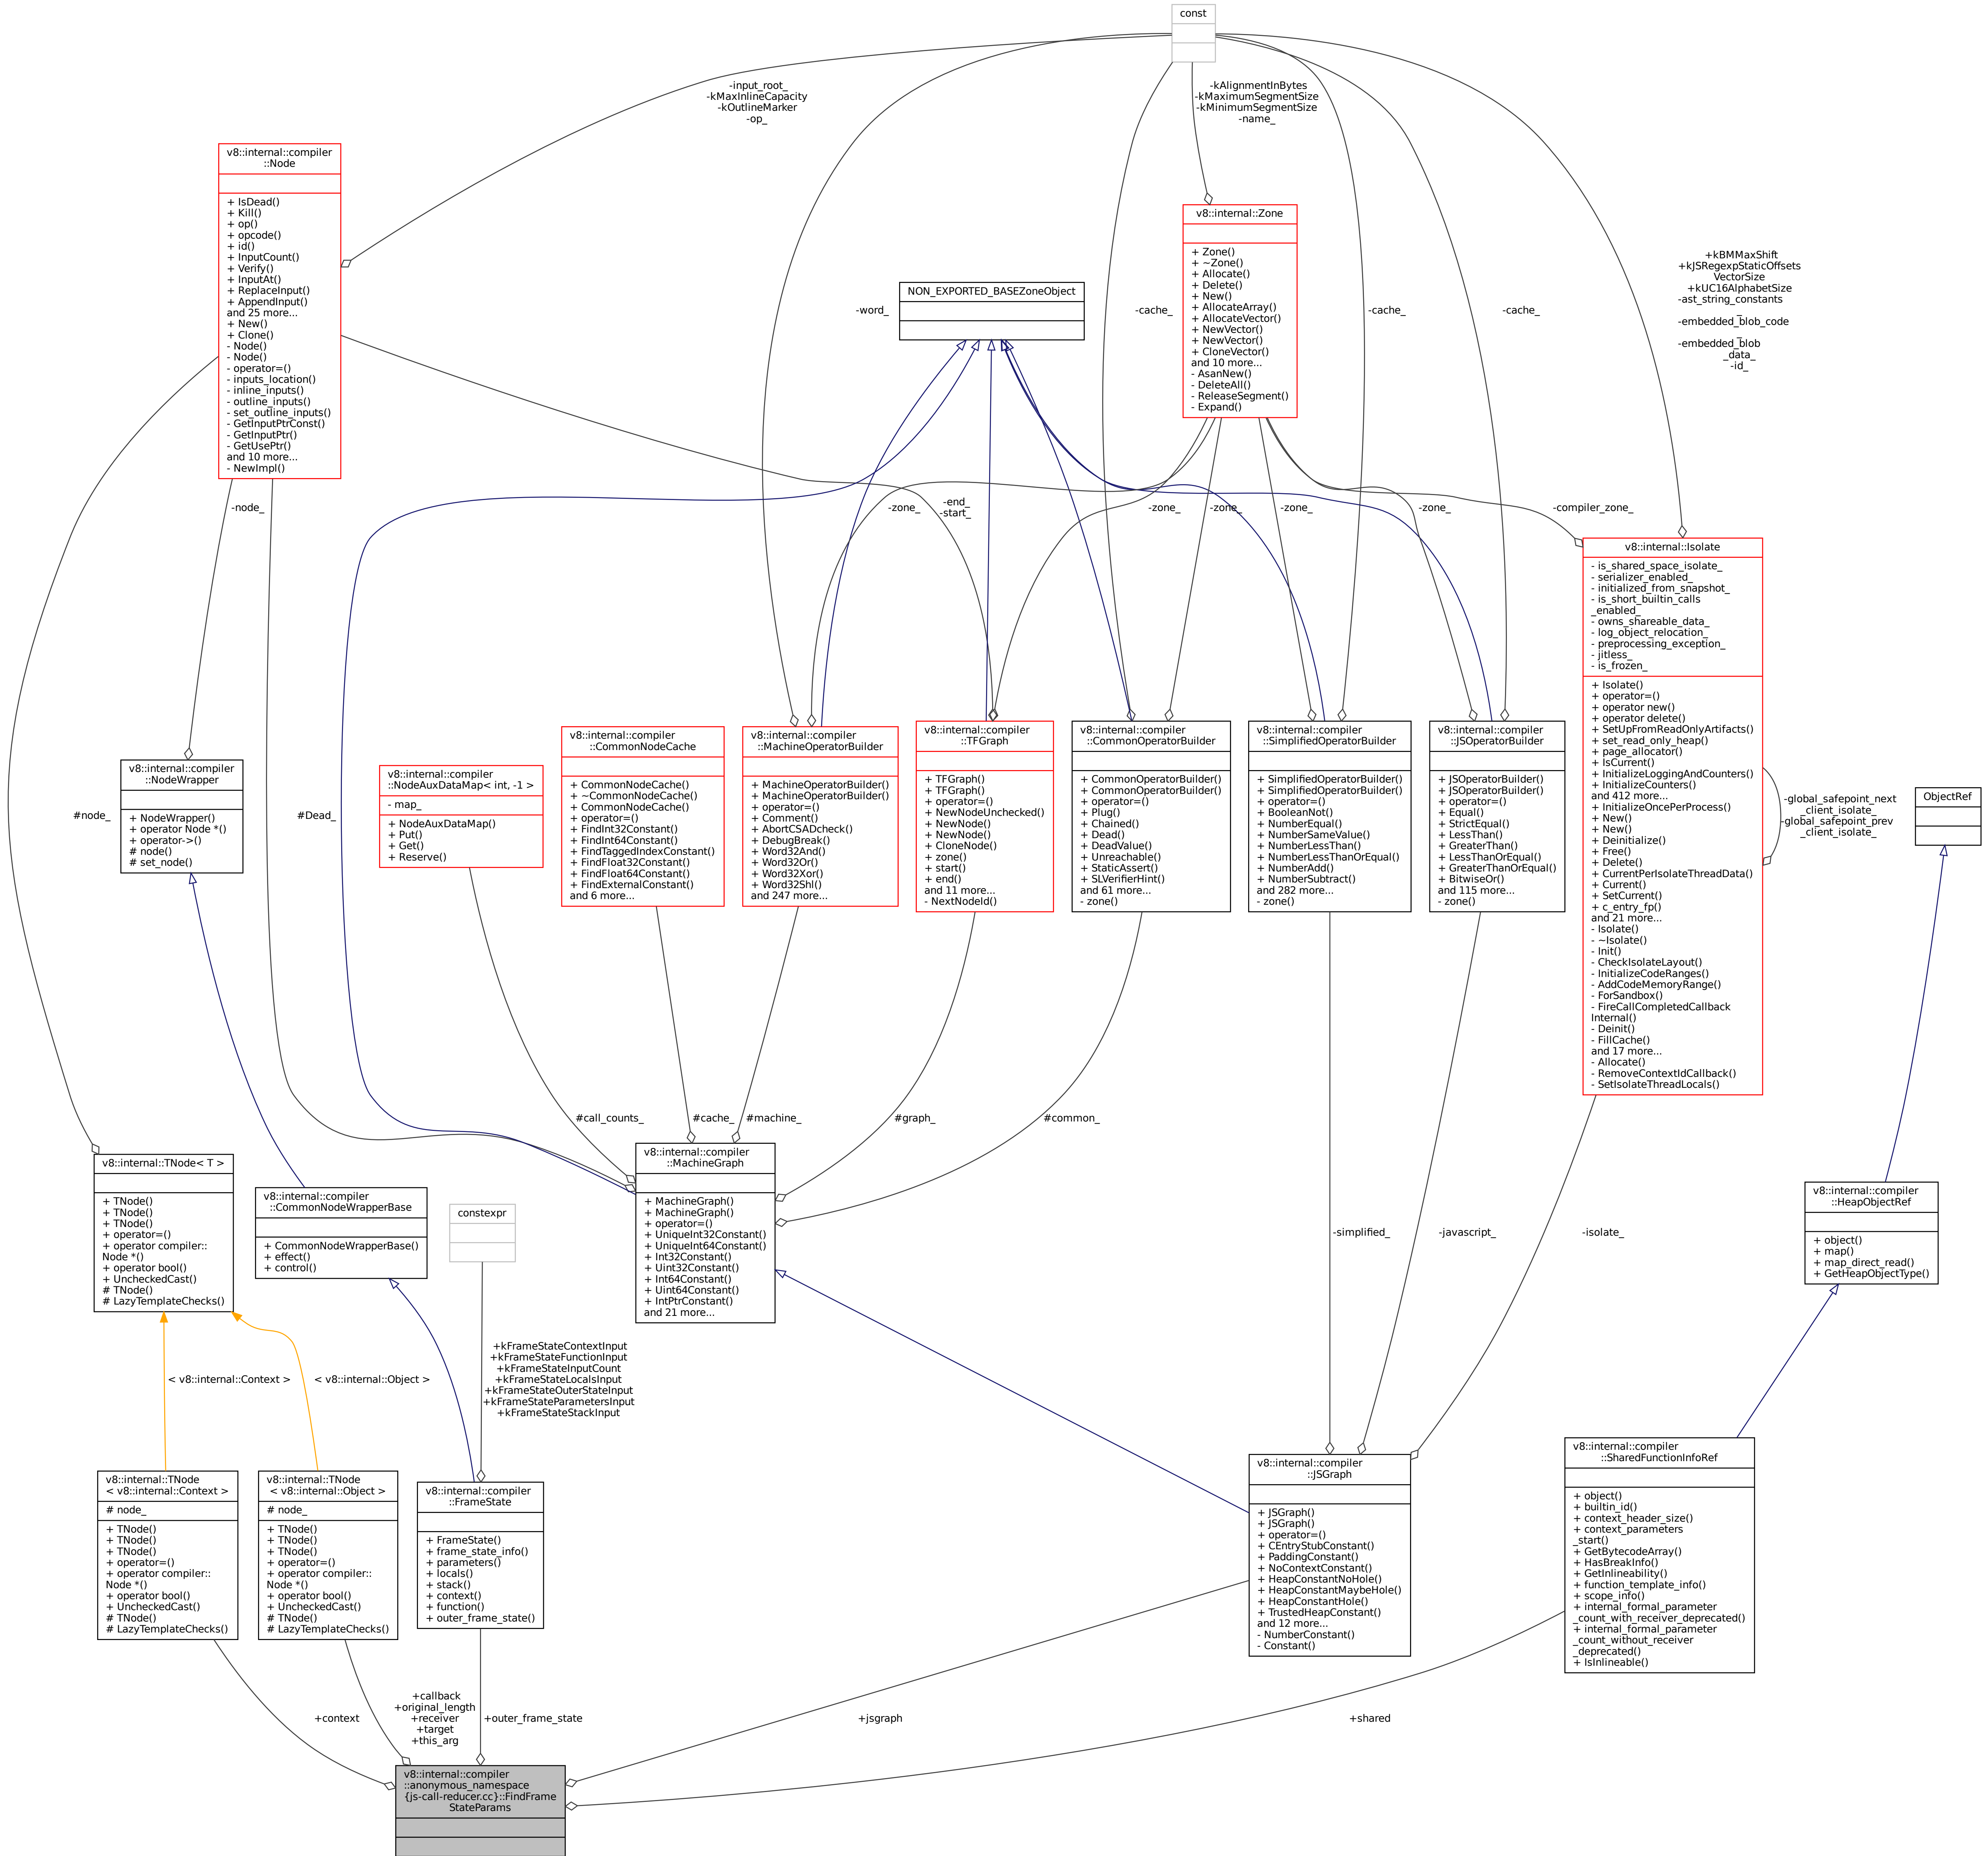 const
-input_root_
-kMaxInlineCapacity
-kOutlineMarker
-op_
-kAlignmentInBytes
-kMaximumSegmentSize
-kMinimumSegmentSize
-name_
v8::internal::compiler
::Node
+ IsDead()
+ Kill()
+ op()
+ opcode()
+ id()
+ InputCount()
+ Verify()
+ InputAt()
+ ReplaceInput()
+ AppendInput()
and 25 more...
+ New()
+ Clone()
- Node()
- Node()
- operator=()
- inputs_location()
- inline_inputs()
- outline_inputs()
- set_outline_inputs()
- GetInputPtrConst()
- GetInputPtr()
- GetUsePtr()
and 10 more...
- NewImpl()
v8::internal::Zone
+ Zone()
+ ~Zone()
+ Allocate()
+ Delete()
+ New()
+ AllocateArray()
+ AllocateVector()
+ NewVector()
+ NewVector()
+ CloneVector()
and 10 more...
- AsanNew()
- DeleteAll()
- ReleaseSegment()
- Expand()
NON_EXPORTED_BASEZoneObject
-word_
-cache_
-cache_
-cache_
+kBMMaxShift
+kJSRegexpStaticOffsets
VectorSize
+kUC16AlphabetSize
-ast_string_constants
_
-embedded_blob_code
_
-embedded_blob
_data_
-id_
-node_
-zone_
-end_
-start_
-zone_
-zone_
-zone_
-zone_
-compiler_zone_
v8::internal::Isolate
- is_shared_space_isolate_
- serializer_enabled_
- initialized_from_snapshot_
- is_short_builtin_calls
_enabled_
- owns_shareable_data_
- log_object_relocation_
- preprocessing_exception_
- jitless_
- is_frozen_
+ Isolate()
+ operator=()
+ operator new()
+ operator delete()
+ SetUpFromReadOnlyArtifacts()
+ set_read_only_heap()
+ page_allocator()
+ IsCurrent()
+ InitializeLoggingAndCounters()
+ InitializeCounters()
and 412 more...
+ InitializeOncePerProcess()
+ New()
+ New()
+ Deinitialize()
+ Free()
+ Delete()
+ CurrentPerIsolateThreadData()
+ Current()
+ SetCurrent()
+ c_entry_fp()
and 21 more...
- Isolate()
- ~Isolate()
- Init()
- CheckIsolateLayout()
- InitializeCodeRanges()
- AddCodeMemoryRange()
- ForSandbox()
- FireCallCompletedCallback
Internal()
- Deinit()
- FillCache()
and 17 more...
- Allocate()
- RemoveContextIdCallback()
- SetIsolateThreadLocals()
-global_safepoint_next
_client_isolate_
-global_safepoint_prev
_client_isolate_
ObjectRef
v8::internal::compiler
::NodeWrapper
+ NodeWrapper()
+ operator Node *()
+ operator->()
# node()
# set_node()
#node_
#Dead_
v8::internal::compiler
::NodeAuxDataMap< int, -1 >
- map_
+ NodeAuxDataMap()
+ Put()
+ Get()
+ Reserve()
v8::internal::compiler
::CommonNodeCache
+ CommonNodeCache()
+ ~CommonNodeCache()
+ CommonNodeCache()
+ operator=()
+ FindInt32Constant()
+ FindInt64Constant()
+ FindTaggedIndexConstant()
+ FindFloat32Constant()
+ FindFloat64Constant()
+ FindExternalConstant()
and 6 more...
v8::internal::compiler
::MachineOperatorBuilder
+ MachineOperatorBuilder()
+ MachineOperatorBuilder()
+ operator=()
+ Comment()
+ AbortCSADcheck()
+ DebugBreak()
+ Word32And()
+ Word32Or()
+ Word32Xor()
+ Word32Shl()
and 247 more...
v8::internal::compiler
::TFGraph
+ TFGraph()
+ TFGraph()
+ operator=()
+ NewNodeUnchecked()
+ NewNode()
+ NewNode()
+ CloneNode()
+ zone()
+ start()
+ end()
and 11 more...
- NextNodeId()
v8::internal::compiler
::CommonOperatorBuilder
+ CommonOperatorBuilder()
+ CommonOperatorBuilder()
+ operator=()
+ Plug()
+ Chained()
+ Dead()
+ DeadValue()
+ Unreachable()
+ StaticAssert()
+ SLVerifierHint()
and 61 more...
- zone()
v8::internal::compiler
::SimplifiedOperatorBuilder
+ SimplifiedOperatorBuilder()
+ SimplifiedOperatorBuilder()
+ operator=()
+ BooleanNot()
+ NumberEqual()
+ NumberSameValue()
+ NumberLessThan()
+ NumberLessThanOrEqual()
+ NumberAdd()
+ NumberSubtract()
and 282 more...
- zone()
v8::internal::compiler
::JSOperatorBuilder
+ JSOperatorBuilder()
+ JSOperatorBuilder()
+ operator=()
+ Equal()
+ StrictEqual()
+ LessThan()
+ GreaterThan()
+ LessThanOrEqual()
+ GreaterThanOrEqual()
+ BitwiseOr()
and 115 more...
- zone()
#call_counts_
#cache_
#machine_
#graph_
#common_
v8::internal::TNode< T >
+ TNode()
+ TNode()
+ TNode()
+ operator=()
+ operator compiler::
Node *()
+ operator bool()
+ UncheckedCast()
# TNode()
# LazyTemplateChecks()
v8::internal::compiler
::CommonNodeWrapperBase
+ CommonNodeWrapperBase()
+ effect()
+ control()
constexpr
v8::internal::compiler
::MachineGraph
+ MachineGraph()
+ MachineGraph()
+ operator=()
+ UniqueInt32Constant()
+ UniqueInt64Constant()
+ Int32Constant()
+ Uint32Constant()
+ Int64Constant()
+ Uint64Constant()
+ IntPtrConstant()
and 21 more...
-simplified_
-javascript_
-isolate_
v8::internal::compiler
::HeapObjectRef
+ object()
+ map()
+ map_direct_read()
+ GetHeapObjectType()
< v8::internal::Context >
< v8::internal::Object >
+kFrameStateContextInput
+kFrameStateFunctionInput
+kFrameStateInputCount
+kFrameStateLocalsInput
+kFrameStateOuterStateInput
+kFrameStateParametersInput
+kFrameStateStackInput
v8::internal::TNode
< v8::internal::Context >
# node_
+ TNode()
+ TNode()
+ TNode()
+ operator=()
+ operator compiler::
Node *()
+ operator bool()
+ UncheckedCast()
# TNode()
# LazyTemplateChecks()
v8::internal::TNode
< v8::internal::Object >
# node_
+ TNode()
+ TNode()
+ TNode()
+ operator=()
+ operator compiler::
Node *()
+ operator bool()
+ UncheckedCast()
# TNode()
# LazyTemplateChecks()
v8::internal::compiler
::FrameState
+ FrameState()
+ frame_state_info()
+ parameters()
+ locals()
+ stack()
+ context()
+ function()
+ outer_frame_state()
v8::internal::compiler
::JSGraph
+ JSGraph()
+ JSGraph()
+ operator=()
+ CEntryStubConstant()
+ PaddingConstant()
+ NoContextConstant()
+ HeapConstantNoHole()
+ HeapConstantMaybeHole()
+ HeapConstantHole()
+ TrustedHeapConstant()
and 12 more...
- NumberConstant()
- Constant()
v8::internal::compiler
::SharedFunctionInfoRef
+ object()
+ builtin_id()
+ context_header_size()
+ context_parameters
_start()
+ GetBytecodeArray()
+ HasBreakInfo()
+ GetInlineability()
+ function_template_info()
+ scope_info()
+ internal_formal_parameter
_count_with_receiver_deprecated()
+ internal_formal_parameter
_count_without_receiver
_deprecated()
+ IsInlineable()
+context
+callback
+original_length
+receiver
+target
+this_arg
+outer_frame_state
+jsgraph
+shared
v8::internal::compiler
::anonymous_namespace
{js-call-reducer.cc}::FindFrame
StateParams